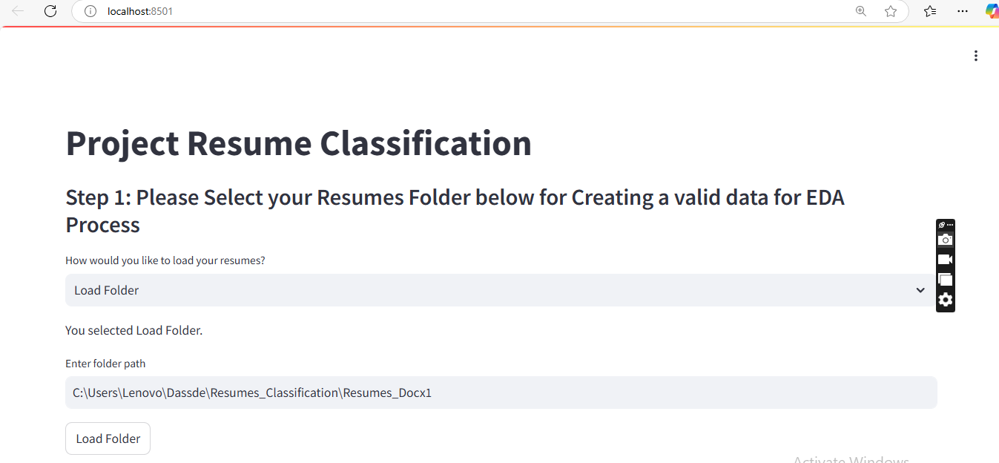 localhost:8501
Project Resume Classification
Step 1: Please Select your Resumes Folder below for Creating a valid data for EDA
Process
How would you like to load your resumes?
Load Folder
You selected Load Folder.
Enter folder path
C:\Users\Lenovo\Dassde\Resumes_Classification\Resumes_Docx1
Load Folder
Activate Windows